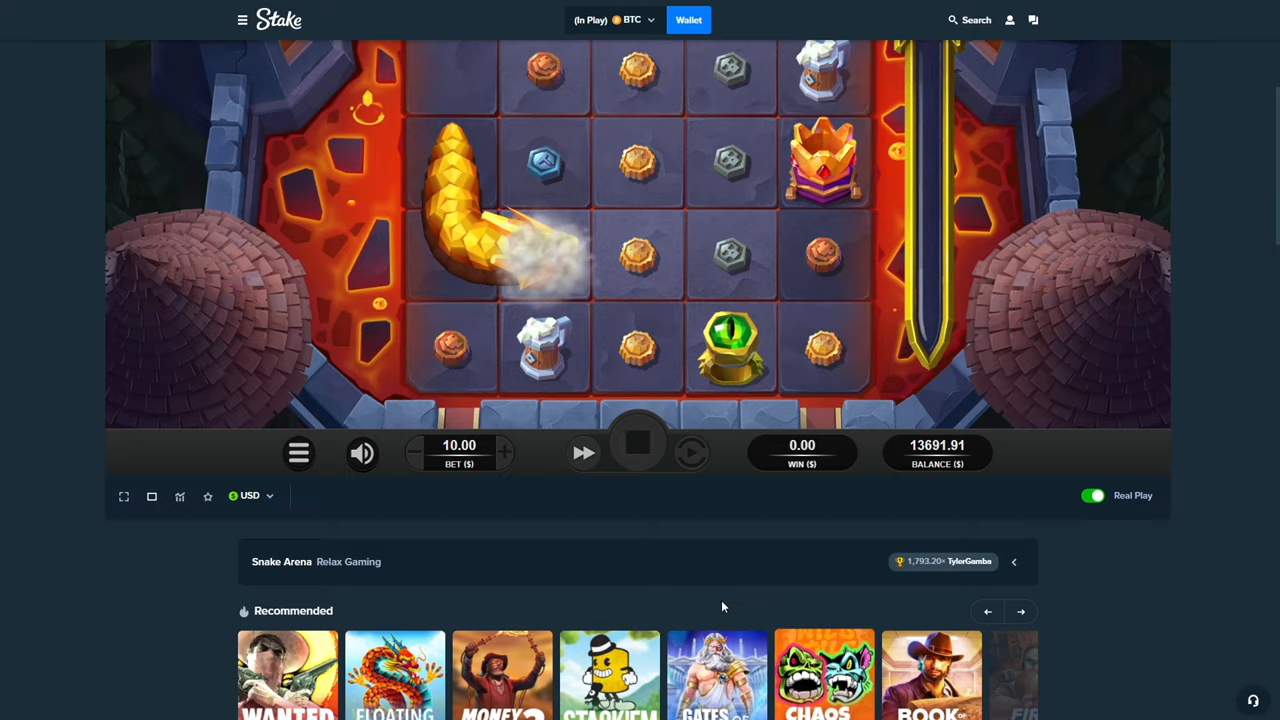 Stake
(In Play) BTC
Wallet
Search
10.00
BET ($)
0.00
WIN ($)
13691.91
BALANCE ($)
USD
Real Play
Snake Arena Relax Gaming
1,793.20× TylerGamba
Recommended
WANTED
FLOATING
MONEY
STACK'EM
GATES OF
CHAOS
BOOK OF